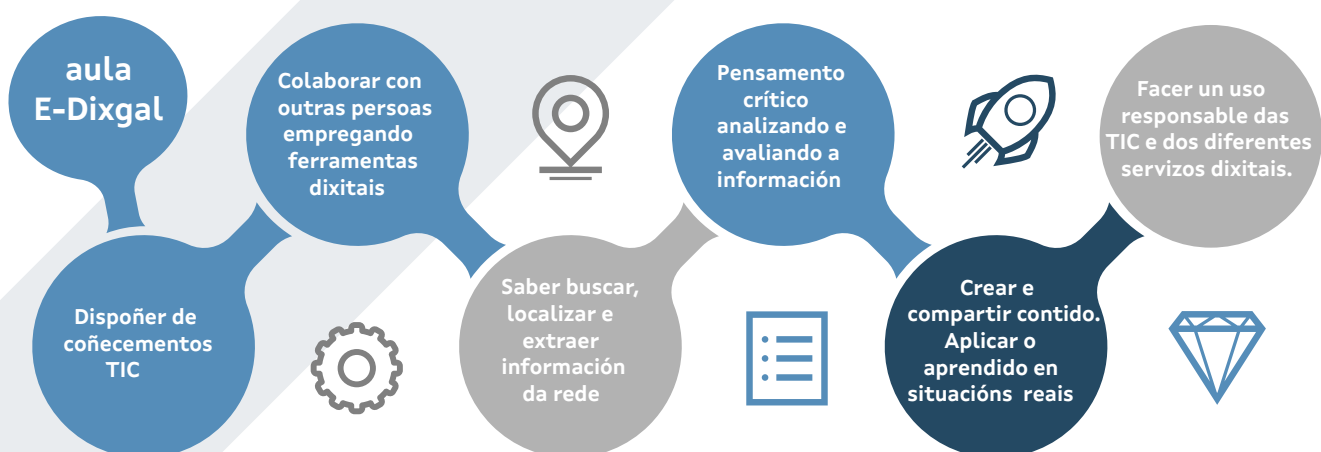 aula
E-Dixgal
Dispoñer de
coñecementos
TIC
Colaborar con
outras persoas
empregando
ferramentas
dixitais
Saber buscar,
localizar e
extraer
información
da rede
Pensamento
crítico
analizando e
avaliando a
información
Crear e
compartir contido.
Aplicar o
aprendido en
situacións reais
Facer un uso
responsable das
TIC e dos diferentes
servizos dixitais.